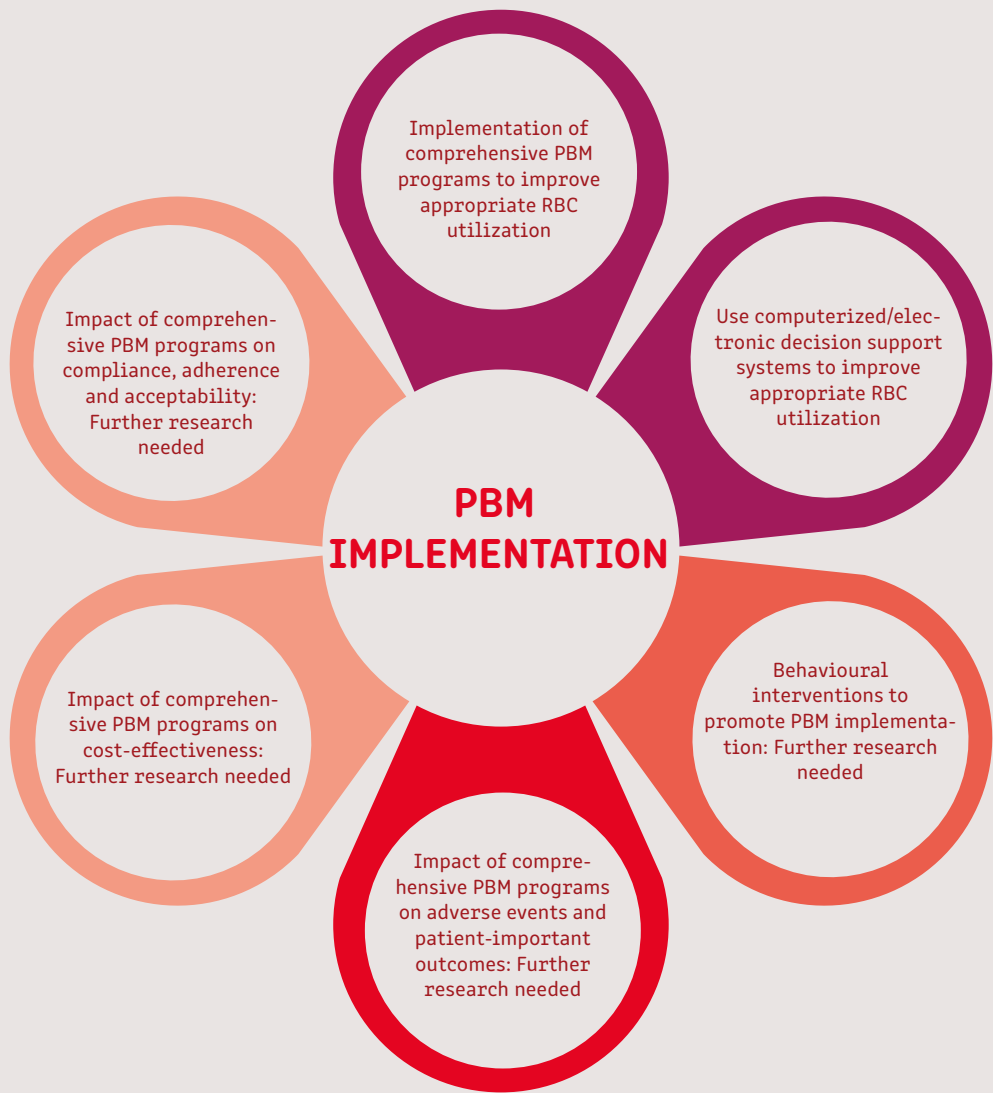 Implementation of
comprehensive PBM
programs to improve
appropriate RBC
utilization
Use computerized/elec-
tronic decision support
systems to improve
appropriate RBC
utilization
Behavioural
interventions to
promote PBM implementa-
tion: Further research
needed
Impact of compre-
hensive PBM programs
on adverse events and
patient-important
outcomes: Further
research needed
Impact of comprehen-
sive PBM programs on
cost-effectiveness:
Further research needed
Impact of comprehen-
sive PBM programs on
compliance, adherence
and acceptability:
Further research
needed
PBM
IMPLEMENTATION